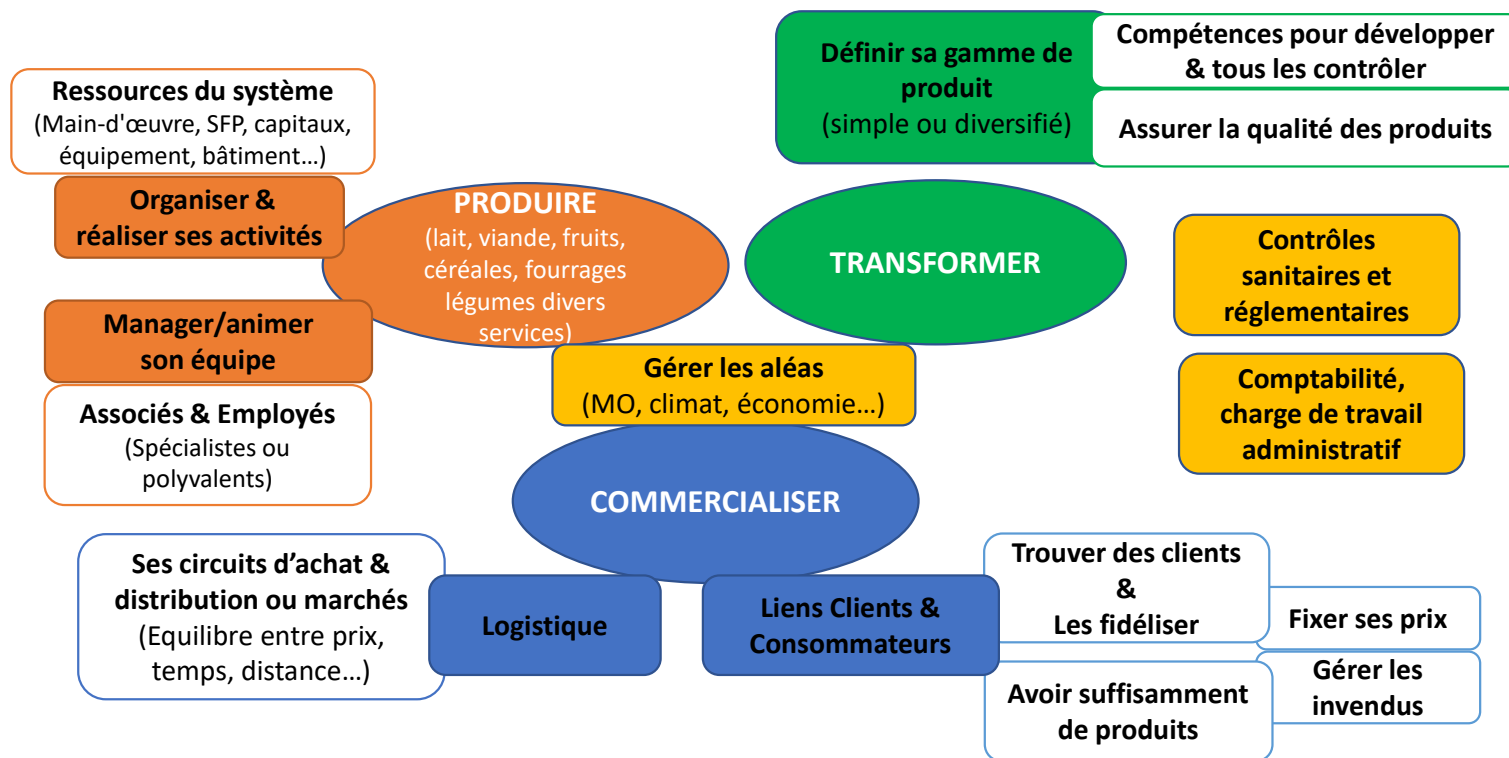 Ressources du système
(Main-d'œuvre, SFP, capitaux,
équipement, bâtiment…)
Organiser &
réaliser ses activités
Manager/animer
son équipe
Associés & Employés
(Spécialistes ou
polyvalents)
PRODUIRE
(lait, viande, fruits,
céréales, fourrages
légumes divers
services)
Définir sa gamme de
produit
(simple ou diversifié)
Compétences pour développer
& tous les contrôler
Assurer la qualité des produits
TRANSFORMER
Contrôles
sanitaires et
réglementaires
Comptabilité,
charge de travail
administratif
Gérer les aléas
(MO, climat, économie…)
COMMERCIALISER
Ses circuits d’achat &
distribution ou marchés
(Equilibre entre prix,
temps, distance…)
Logistique
Liens Clients &
Consommateurs
Trouver des clients
&
Les fidéliser
Fixer ses prix
Avoir suffisamment
de produits
Gérer les
invendus